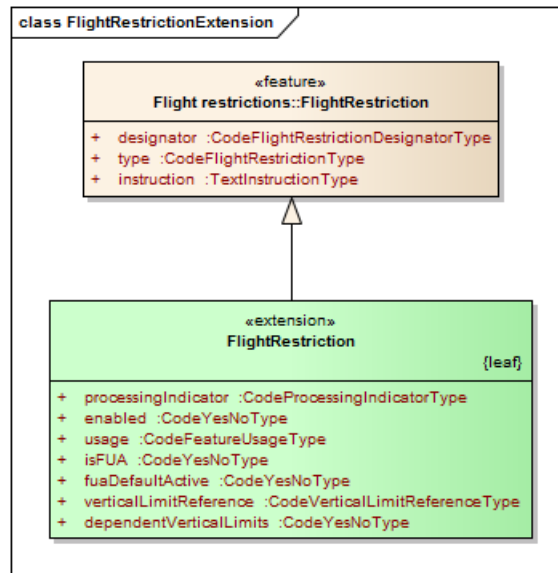 class FlightRestrictionExtension
«feature»
Flight restrictions::FlightRestriction
+ designator :CodeFlightRestrictionDesignatorType
+ type :CodeFlightRestrictionType
+ instruction :TextInstructionType
«extension»
FlightRestriction
{leaf}
+ processingIndicator :CodeProcessingIndicatorType
+ enabled :CodeYesNoType
+ usage :CodeFeatureUsageType
+ isFUA :CodeYesNoType
+ fuaDefaultActive :CodeYesNoType
+ verticalLimitReference :CodeVerticalLimitReferenceType
+ dependentVerticalLimits :CodeYesNoType